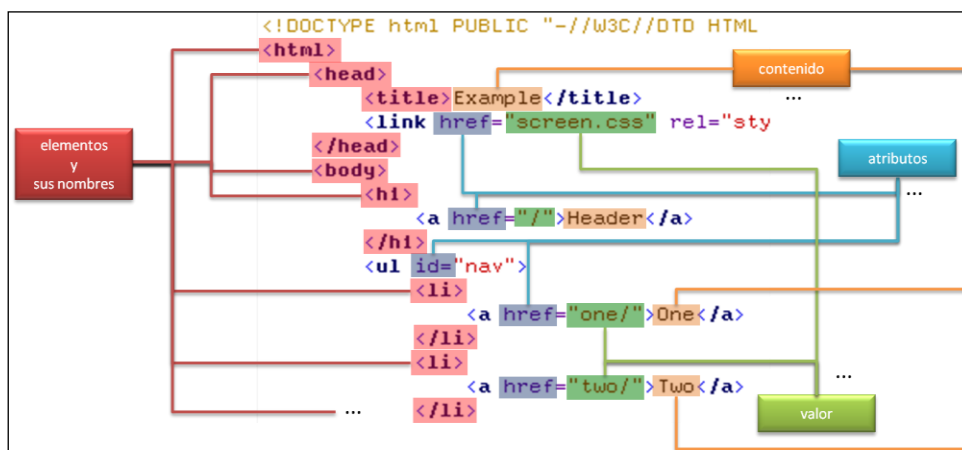 <!DOCTYPE html PUBLIC "-//W3C//DTD HTML
<html>
<head>
<title>Example</title>
<link href="screen.css" rel="sty
</head>
<body>
<h1>
<a href="/">Header</a>
</h1>
<ul id="nav">
<li>
<a href="one/">One</a>
</li>
<li>
<a href="two/">Two</a>
... </li>
elementos
y
sus nombres
contenido
...
atributos
...
...
valor